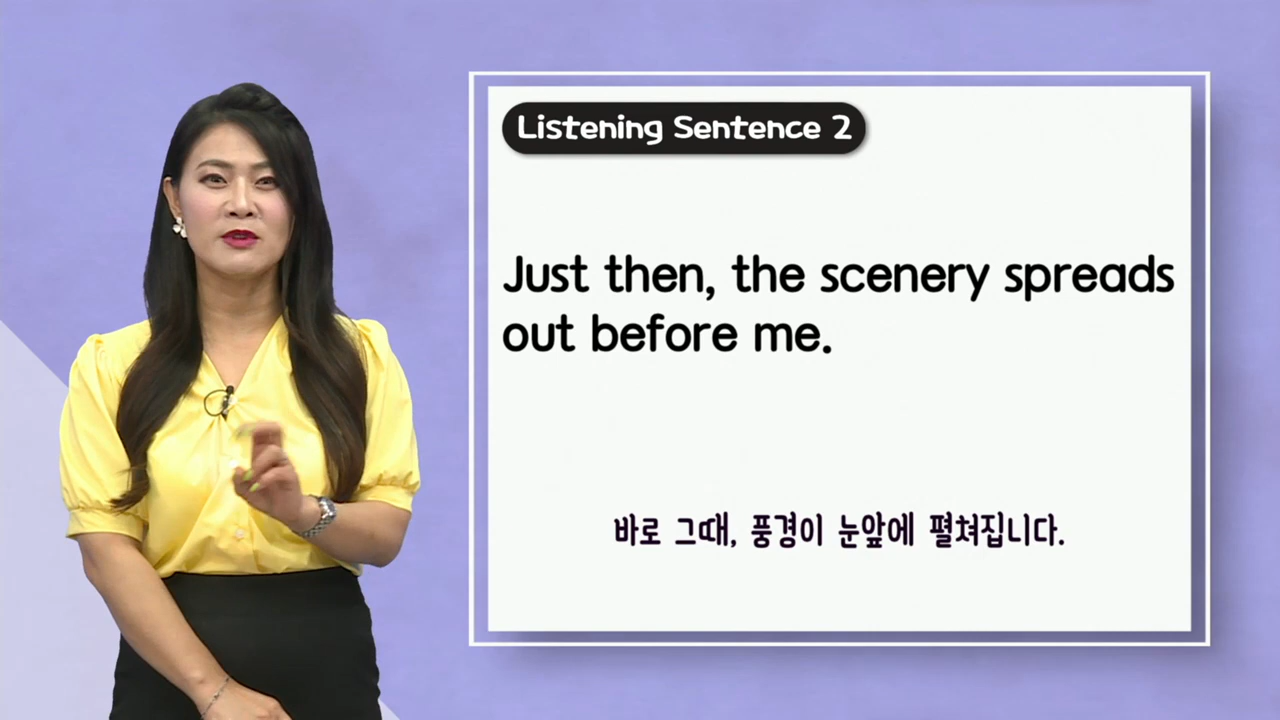 Listening Sentence 2
Just then, the scenery spreads
out before me.
바로 그때, 풍경이 눈앞에 펼쳐집니다.